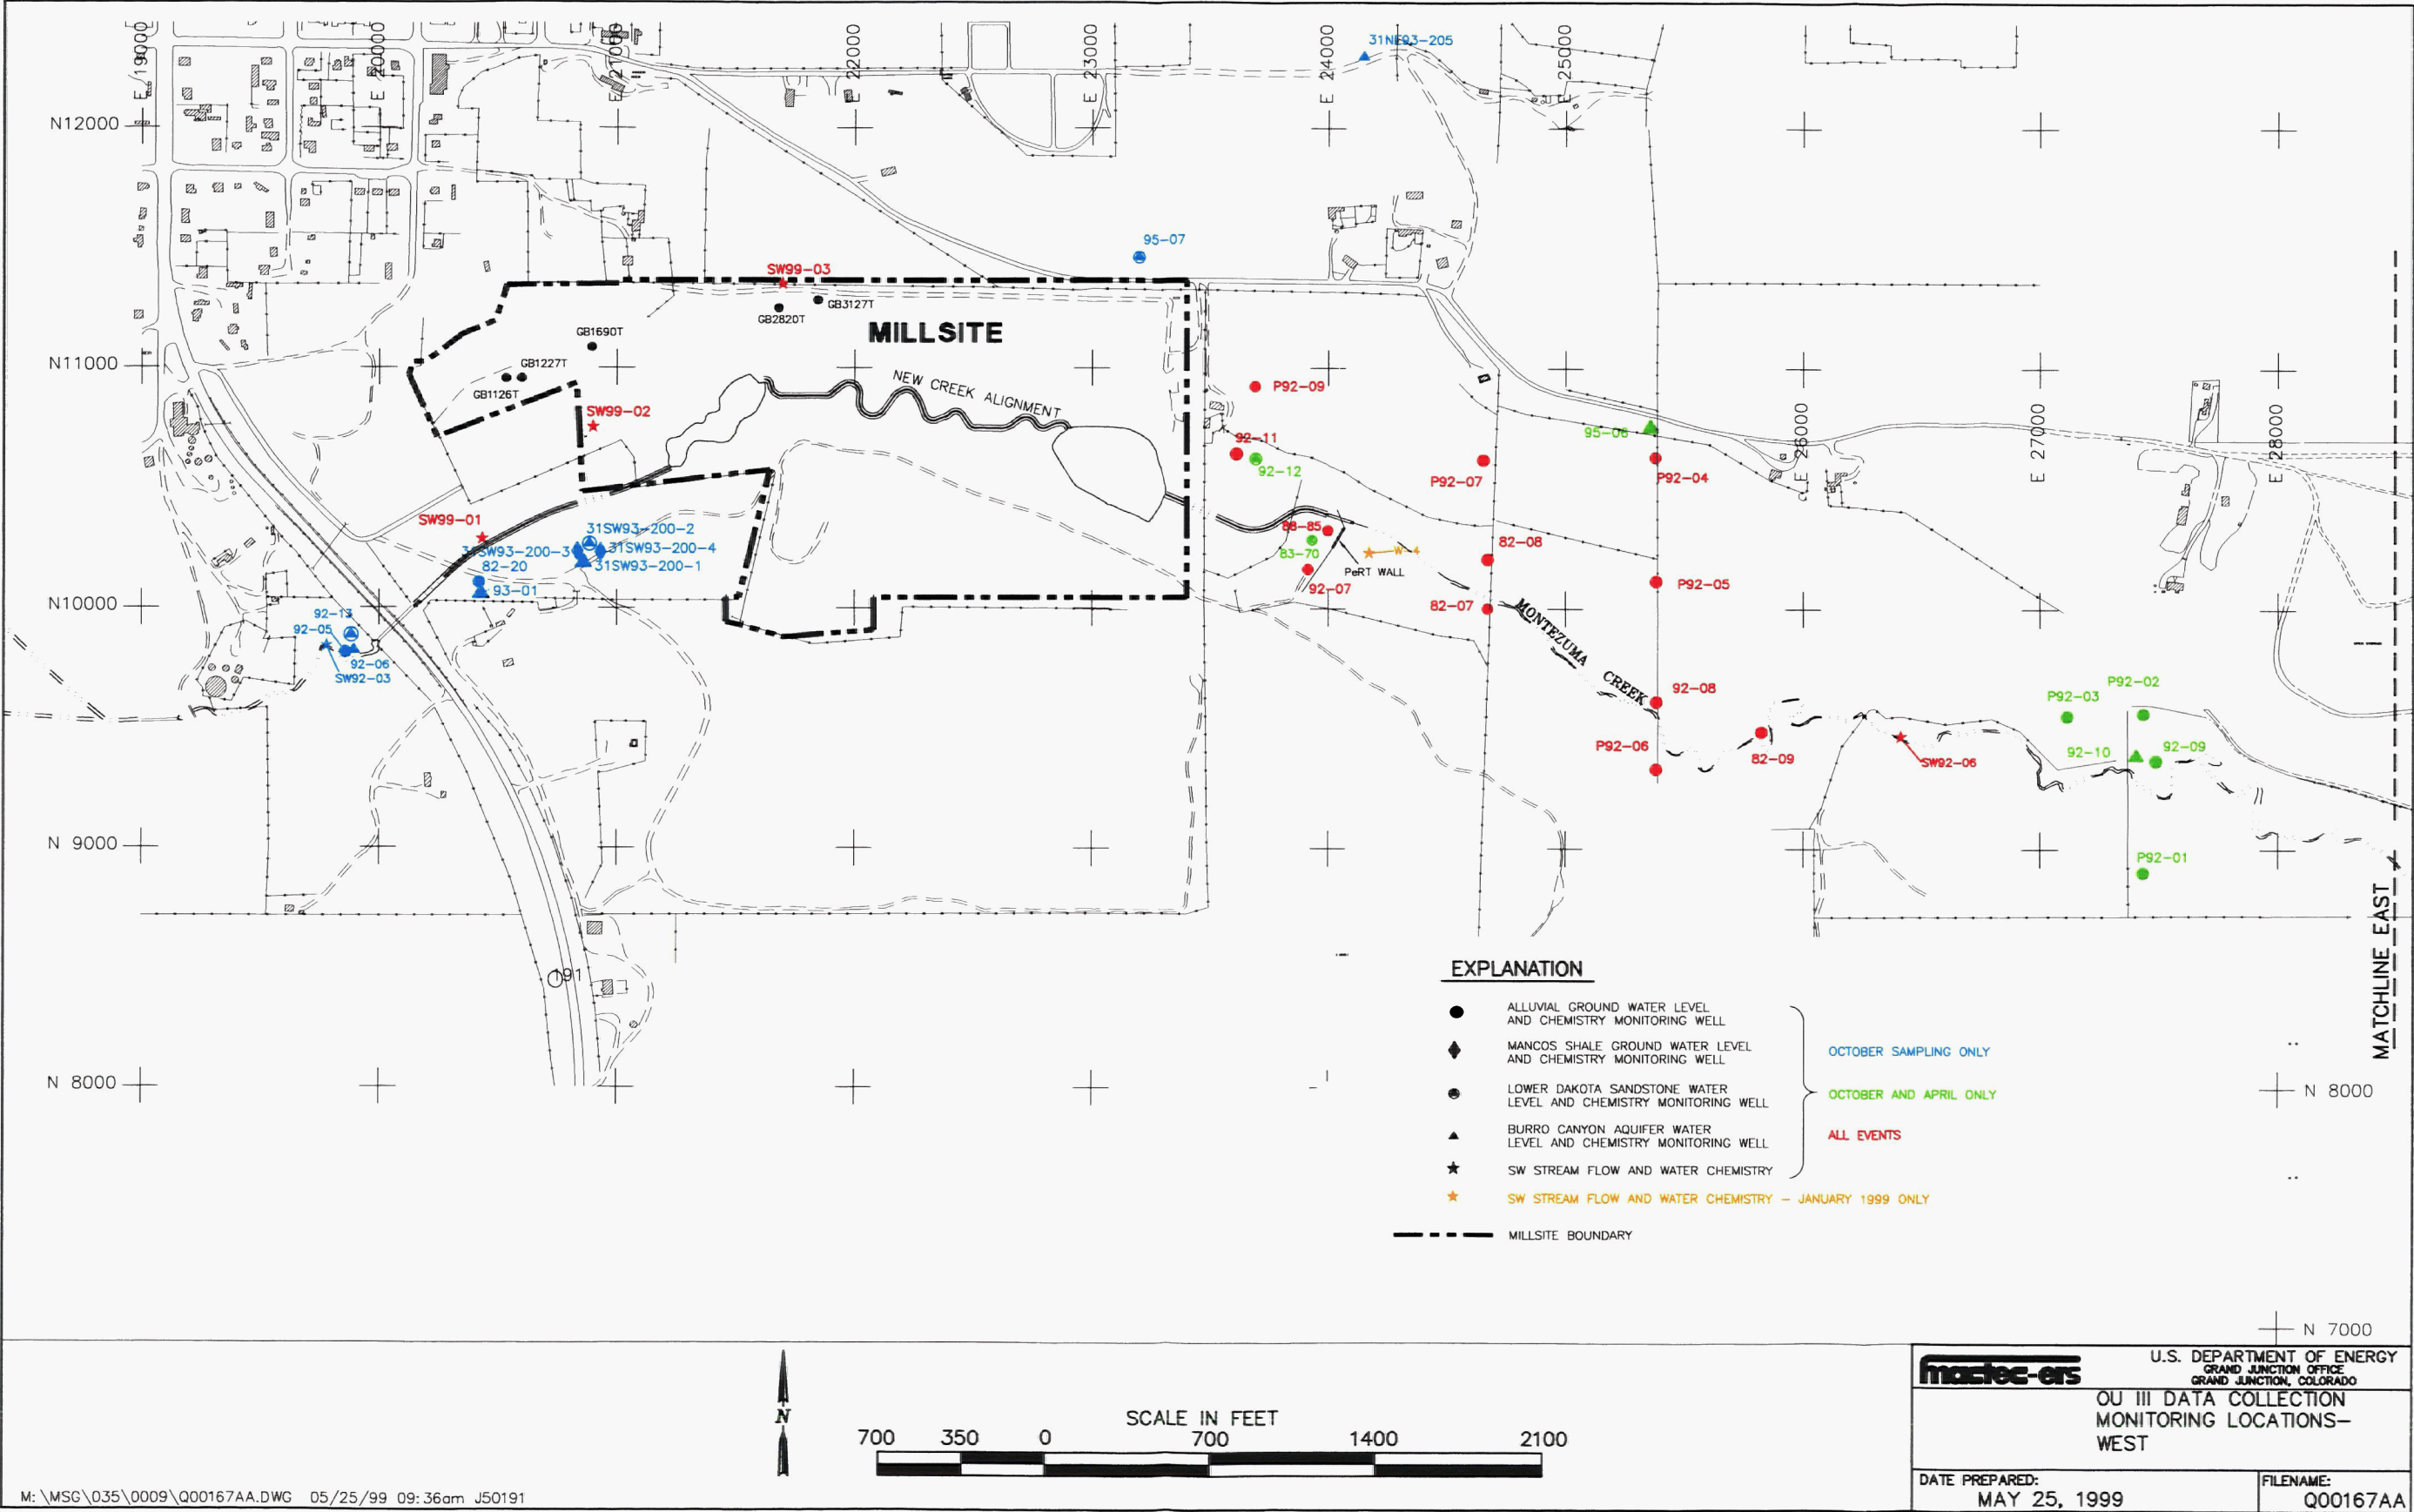 E 19000
E 20000
E 21000
E 22000
E 23000
E 24000
31NE93-205
E 25000
N12000
95-07
SW99-03
GB2820T
GB3127T
MILLSITE
GB1690T
N11000
GB1227T
GB1126T
NEW CREEK ALIGNMENT
P92-09
SW99-02
92-11
92-12
95-06
E 26000
E 27000
E 28000
P92-07
P92-04
SW99-01
31SW93-200-2
31SW93-200-3
31SW93-200-4
31SW93-200-1
82-20
93-01
88-85
83-70
W-4
PeRT WALL
82-08
P92-05
92-07
82-07
N10000
92-13
92-05
92-06
SW92-03
MONTEZUMA CREEK
92-08
P92-06
82-09
SW92-06
P92-03
P92-02
92-10
92-09
P92-01
N 9000
191
MATCHLINE EAST
EXPLANATION
ALLUVIAL GROUND WATER LEVEL
AND CHEMISTRY MONITORING WELL
MANCOS SHALE GROUND WATER LEVEL
AND CHEMISTRY MONITORING WELL
OCTOBER SAMPLING ONLY
LOWER DAKOTA SANDSTONE WATER
LEVEL AND CHEMISTRY MONITORING WELL
OCTOBER AND APRIL ONLY
BURRO CANYON AQUIFER WATER
LEVEL AND CHEMISTRY MONITORING WELL
ALL EVENTS
SW STREAM FLOW AND WATER CHEMISTRY
SW STREAM FLOW AND WATER CHEMISTRY – JANUARY 1999 ONLY
MILLSITE BOUNDARY
N 8000
N 8000
N 7000
N
SCALE IN FEET
700 350 0 700 1400 2100
mactec-ers
U.S. DEPARTMENT OF ENERGY
GRAND JUNCTION OFFICE
GRAND JUNCTION, COLORADO
OU III DATA COLLECTION
MONITORING LOCATIONS–
WEST
DATE PREPARED:
MAY 25, 1999
FILENAME:
Q00167AA
M:\MSG\035\0009\Q00167AA.DWG 05/25/99 09:36am J50191